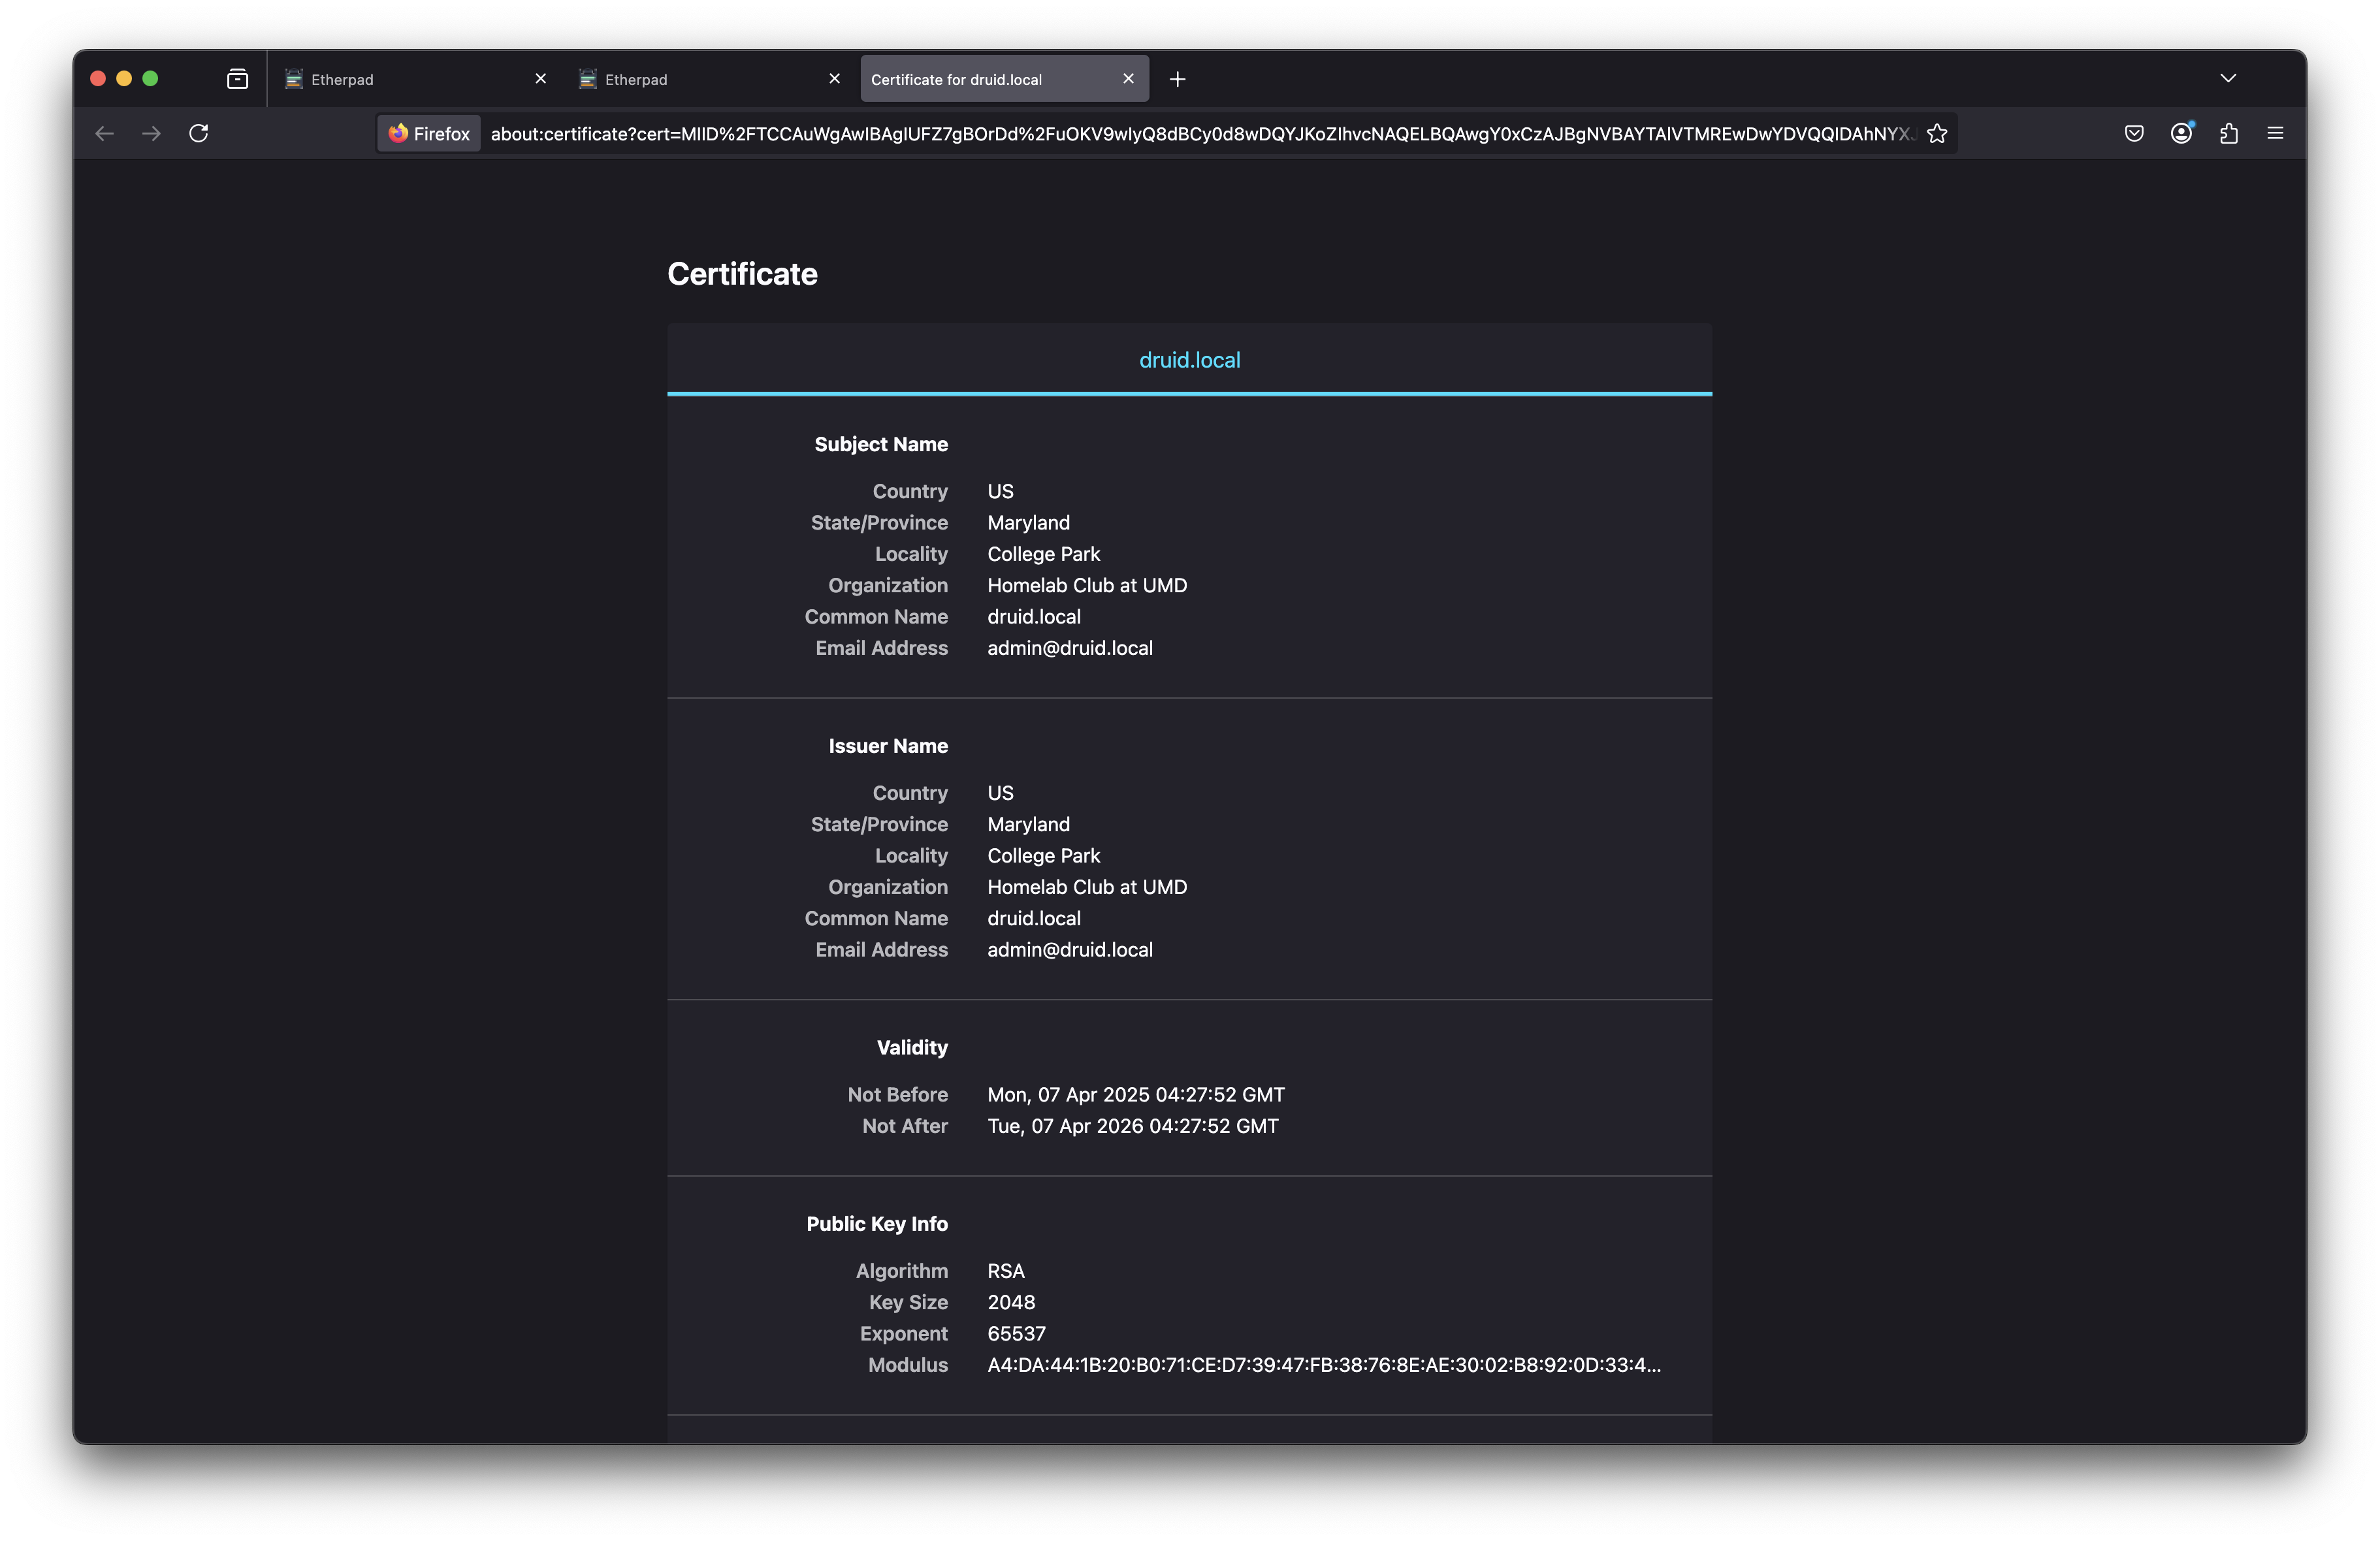 Etherpad
Etherpad
Certificate for druid.local
Firefox about:certificate?cert=MIID%2FTCCAuWgAwIBAgIUFZ7gBOrDd%2FuOKV9wIyQ8dBCy0d8wDQYJKoZIhvcNAQELBQAwgY0xCzAJBgNVBAYTAlVTMREwDwYDVQQIDAhNYXJ
Certificate
druid.local
Subject Name
Country US
State/Province Maryland
Locality College Park
Organization Homelab Club at UMD
Common Name druid.local
Email Address admin@druid.local
Issuer Name
Country US
State/Province Maryland
Locality College Park
Organization Homelab Club at UMD
Common Name druid.local
Email Address admin@druid.local
Validity
Not Before Mon, 07 Apr 2025 04:27:52 GMT
Not After Tue, 07 Apr 2026 04:27:52 GMT
Public Key Info
Algorithm RSA
Key Size 2048
Exponent 65537
Modulus A4:DA:44:1B:20:B0:71:CE:D7:39:47:FB:38:76:8E:AE:30:02:B8:92:0D:33:4...